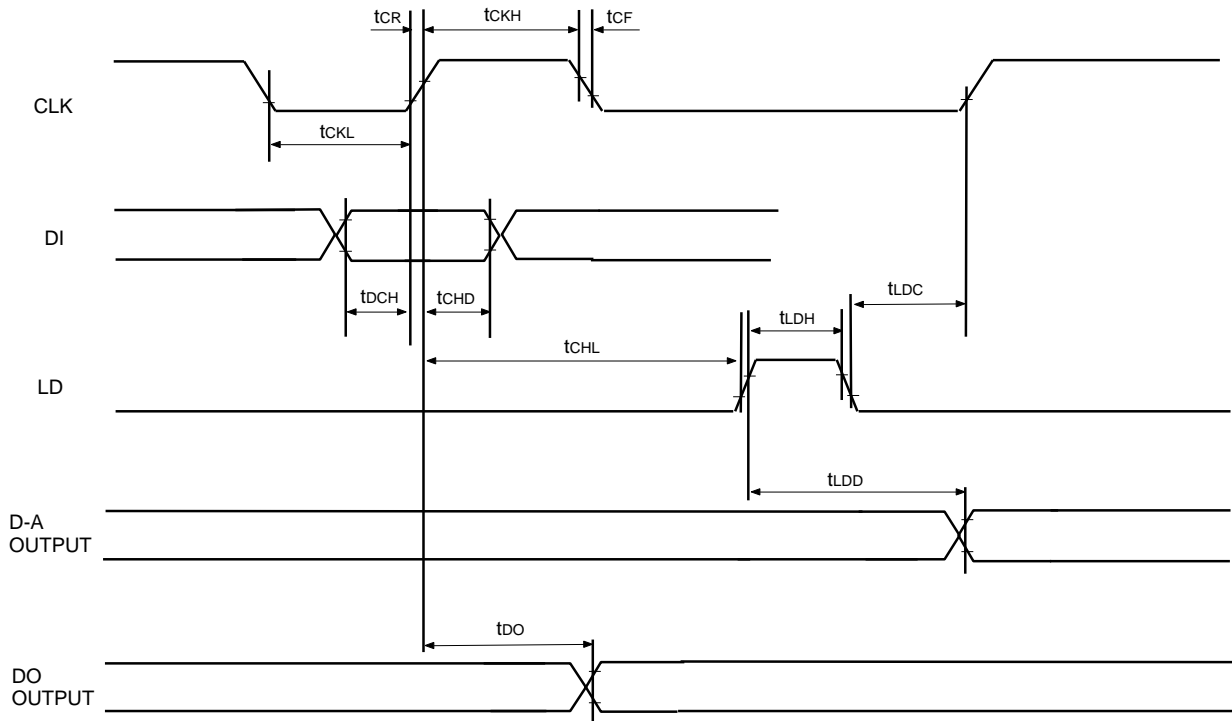 tCR
tCKH
tCF
CLK
tCKL
DI
tDCH
tCHD
tLDC
tLDH
tCHL
LD
tLDD
D-A
OUTPUT
tDO
DO
OUTPUT